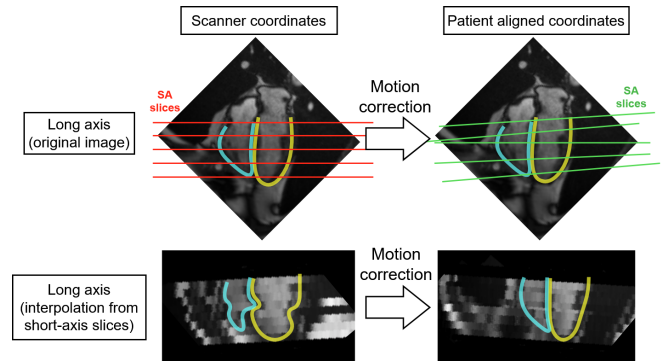 Scanner coordinates
Patient aligned coordinates
SA
slices
Motion
correction
SA
slices
Long axis
(original image)
Motion
correction
Long axis
(interpolation from
short-axis slices)